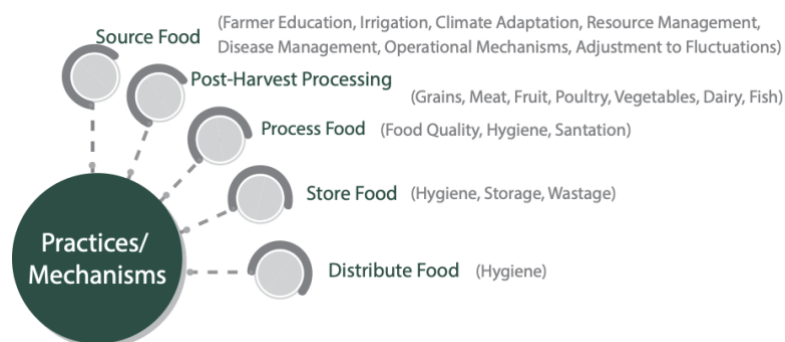 Source Food (Farmer Education, Irrigation, Climate Adaptation, Resource Management,
Disease Management, Operational Mechanisms, Adjustment to Fluctuations)
Post-Harvest Processing
(Grains, Meat, Fruit, Poultry, Vegetables, Dairy, Fish)
Process Food (Food Quality, Hygiene, Santation)
Store Food (Hygiene, Storage, Wastage)
Practices/
Mechanisms
Distribute Food (Hygiene)